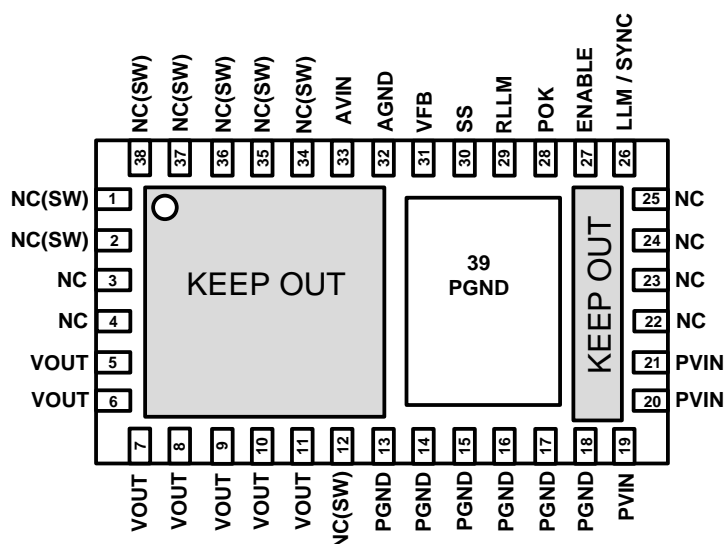 NC(SW)
NC(SW)
NC(SW)
NC(SW)
NC(SW)
AVIN
AGND
VFB
SS
RLLM
POK
ENABLE
LLM / SYNC
38
37
36
35
34
33
32
31
30
29
28
27
26
NC(SW) 1
25 NC
NC(SW) 2
24 NC
NC 3
23 NC
NC 4
22 NC
VOUT 5
21 PVIN
VOUT 6
20 PVIN
KEEP OUT
39
PGND
KEEP OUT
7
8
9
10
11
12
13
14
15
16
17
18
19
VOUT
VOUT
VOUT
VOUT
VOUT
NC(SW)
PGND
PGND
PGND
PGND
PGND
PGND
PVIN